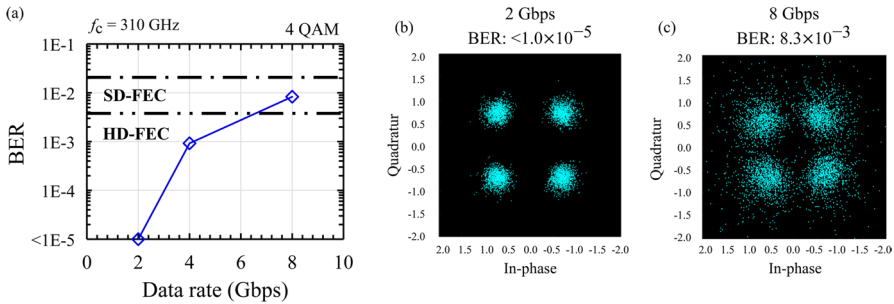 (a)
f_c = 310 GHz
4 QAM
1E-1
1E-2
1E-3
1E-4
<1E-5
BER
SD-FEC
HD-FEC
0
2
4
6
8
10
Data rate (Gbps)
(b)
2 Gbps
BER: <1.0×10⁻⁵
2.0
1.5
1.0
0.5
0.0
-0.5
-1.0
-1.5
-2.0
Quadratur
2.0 1.5 1.0 0.5 0.0 -0.5 -1.0 -1.5 -2.0
In-phase
(c)
8 Gbps
BER: 8.3×10⁻³
2.0
1.5
1.0
0.5
0.0
-0.5
-1.0
-1.5
-2.0
Quadratur
2.0 1.5 1.0 0.5 0.0 -0.5 -1.0 -1.5 -2.0
In-phase